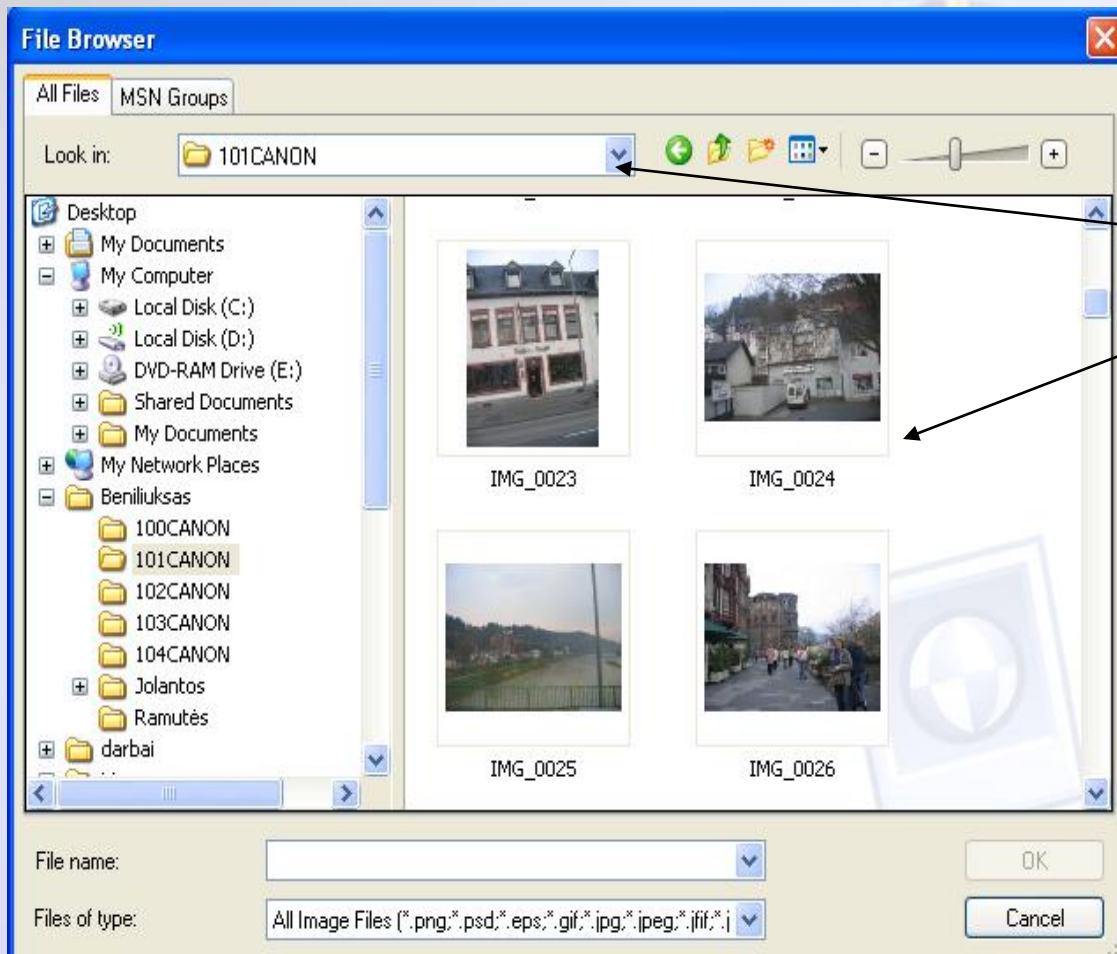 File Browser
All Files MSN Groups
Look in: 101CANON
Desktop
My Documents
My Computer
Local Disk (C:)
Local Disk (D:)
DVD-RAM Drive (E:)
Shared Documents
My Documents
My Network Places
Beniliuksas
100CANON
101CANON
102CANON
103CANON
104CANON
Jolantos
Ramutės
darbai
IMG_0023 IMG_0024
IMG_0025 IMG_0026
File name: OK
Files of type: All Image Files (*.png;*.psd;*.eps;*.gif;*.jpg;*.jpeg;*.jfif;*.j Cancel